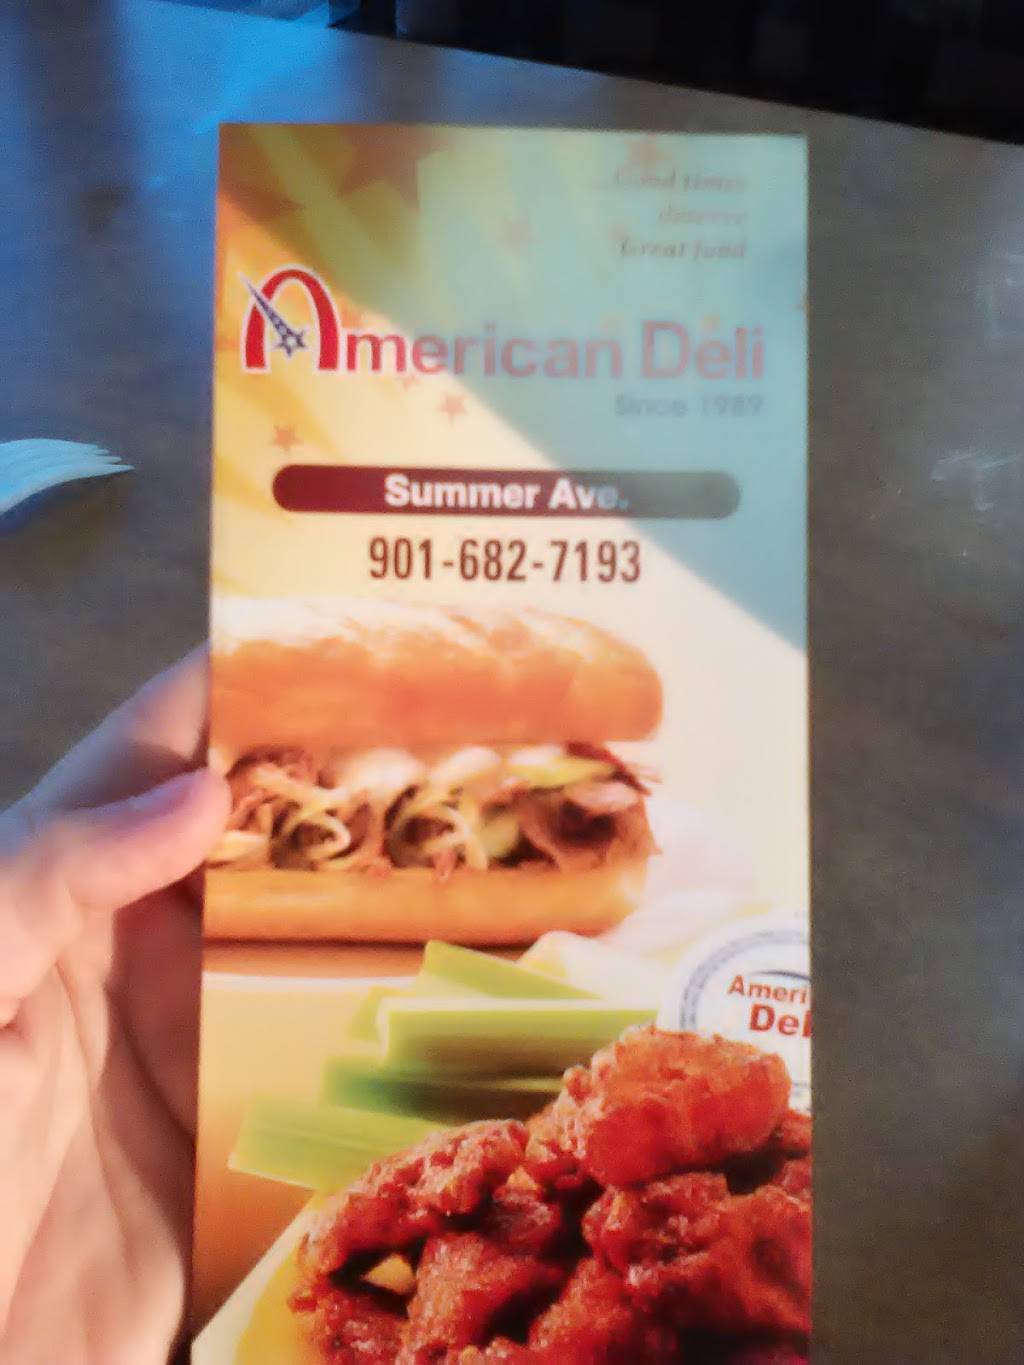 Good times
deserve
Great food
American Deli
Since 1989
Summer Ave.
901-682-7193
Ameri
Del